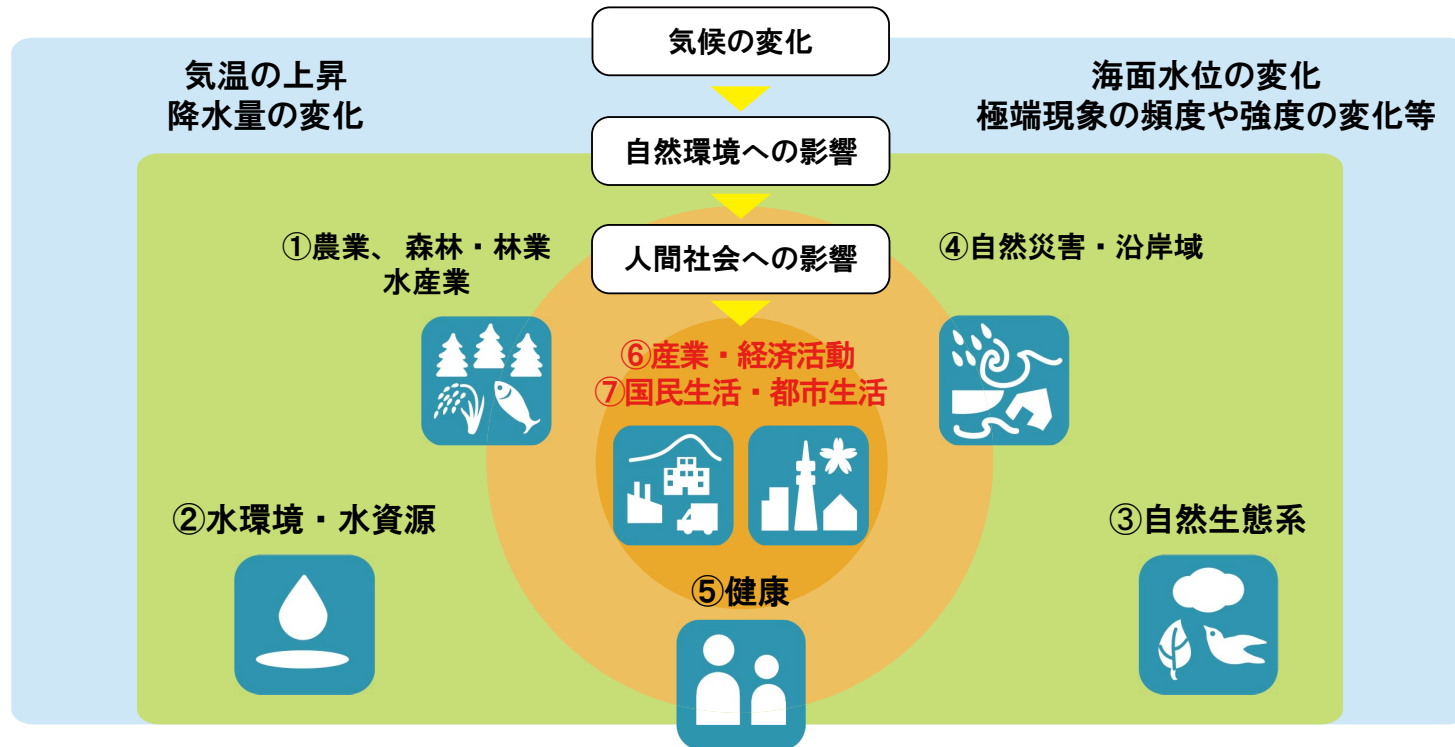 気候の変化
気温の上昇
降水量の変化
海面水位の変化
極端現象の頻度や強度の変化等
自然環境への影響
人間社会への影響
①農業、森林・林業
水産業
④自然災害・沿岸域
⑥産業・経済活動
⑦国民生活・都市生活
②水環境・水資源
③自然生態系
⑤健康